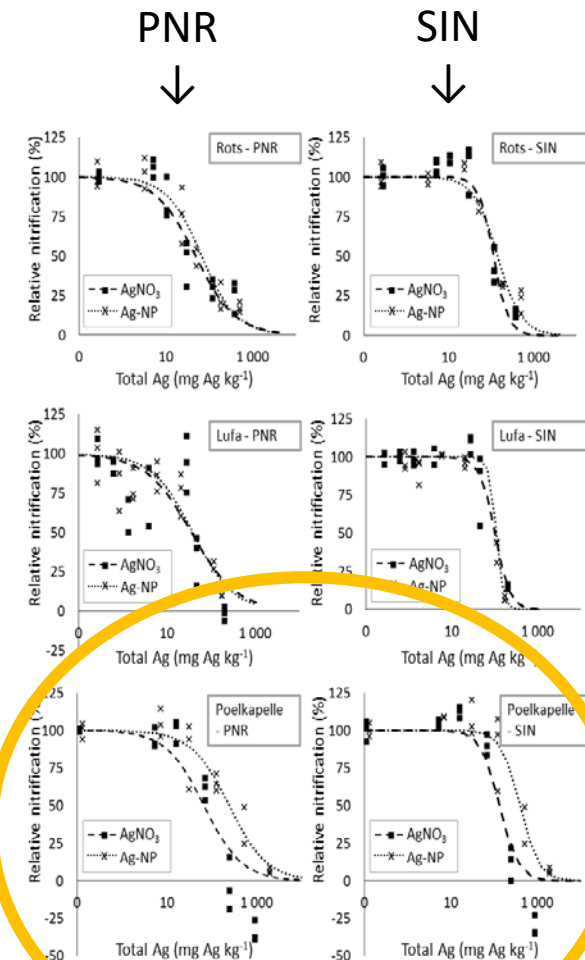 PNR SIN
Rots - PNR
Relative nitrification (%)
125
100
75
50
25
0
AgNO₃
Ag-NP
0 10 1 000
Total Ag (mg Ag kg⁻¹)
Rots - SIN
Relative nitrification (%)
125
100
75
50
25
0
AgNO₃
Ag-NP
0 10 1 000
Total Ag (mg Ag kg⁻¹)
Lufa - PNR
Relative nitrification (%)
125
100
75
50
25
0
-25
AgNO₃
Ag-NP
10 1 000
Total Ag (mg Ag kg⁻¹)
Lufa - SIN
Relative nitrification (%)
125
100
75
50
25
0
AgNO₃
Ag-NP
0 10 1 000
Total Ag (mg Ag kg⁻¹)
Poelkapelle
- PNR
Relative nitrification (%)
125
100
75
50
25
0
-25
-50
AgNO₃
Ag-NP
0 10 1 000
Total Ag (mg Ag kg⁻¹)
Poelkapelle
- SIN
Relative nitrification (%)
125
100
75
50
25
0
-25
-50
AgNO₃
Ag-NP
0 10 1 000
Total Ag (mg Ag kg⁻¹)